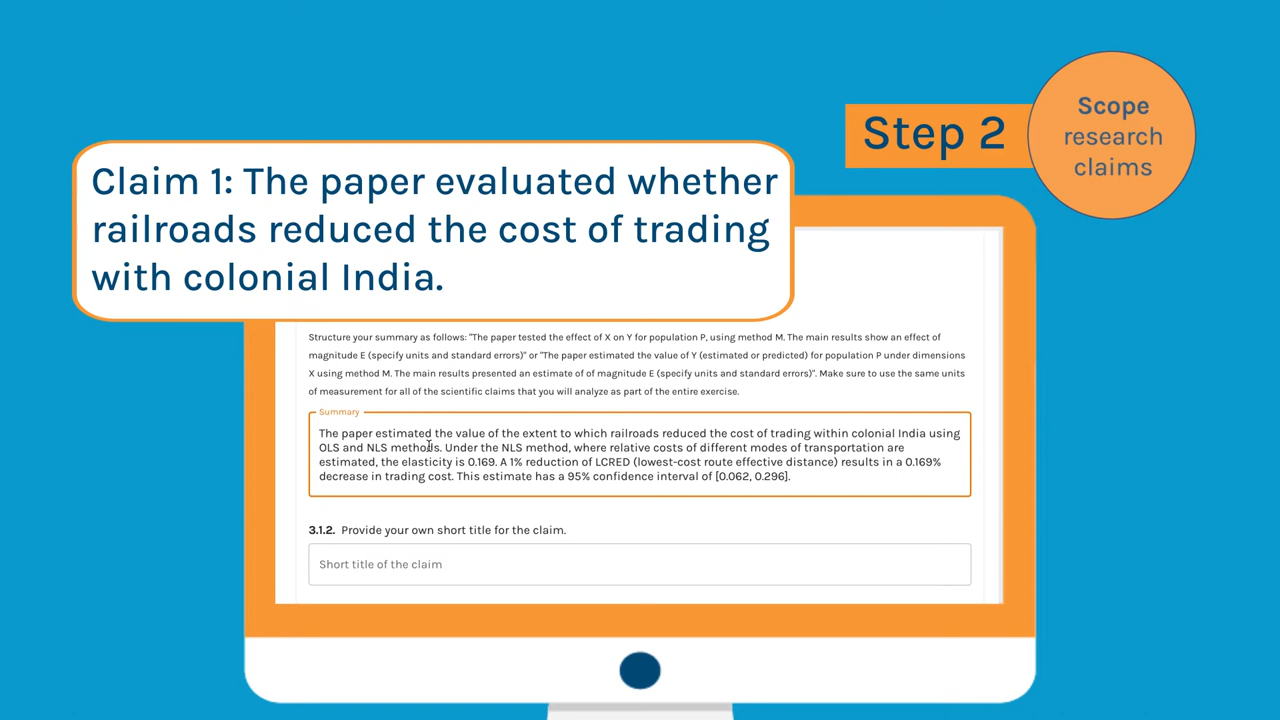 Step 2
Scope
research
claims
Claim 1: The paper evaluated whether
railroads reduced the cost of trading
with colonial India.
Structure your summary as follows: "The paper tested the effect of X on Y for population P, using method M. The main results show an effect of
magnitude E (specify units and standard errors)" or "The paper estimated the value of Y (estimated or predicted) for population P under dimensions
X using method M. The main results presented an estimate of of magnitude E (specify units and standard errors)". Make sure to use the same units
of measurement for all of the scientific claims that you will analyze as part of the entire exercise.
Summary
The paper estimated the value of the extent to which railroads reduced the cost of trading within colonial India using
OLS and NLS methods. Under the NLS method, where relative costs of different modes of transportation are
estimated, the elasticity is 0.169. A 1% reduction of LCRED (lowest-cost route effective distance) results in a 0.169%
decrease in trading cost. This estimate has a 95% confidence interval of [0.062, 0.296].
3.1.2. Provide your own short title for the claim.
Short title of the claim